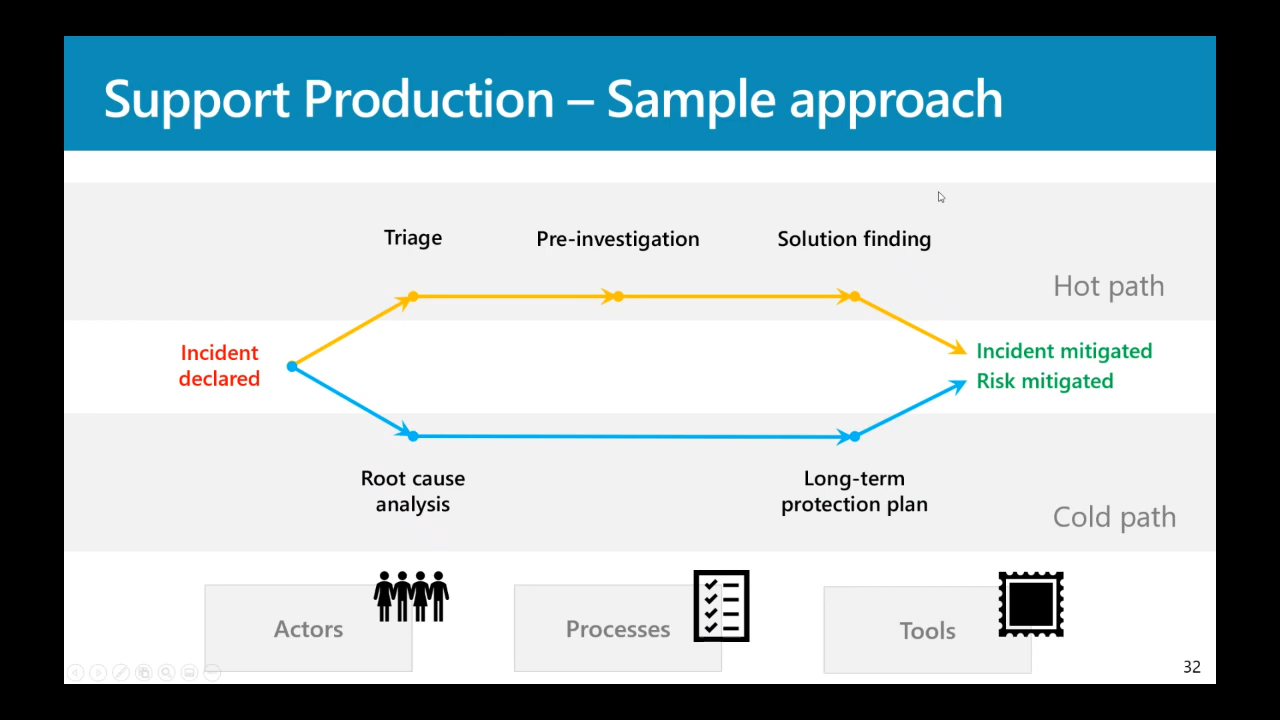 Support Production – Sample approach
Triage
Pre-investigation
Solution finding
Hot path
Incident
declared
Incident mitigated
Risk mitigated
Root cause
analysis
Long-term
protection plan
Cold path
Actors
Processes
Tools
32